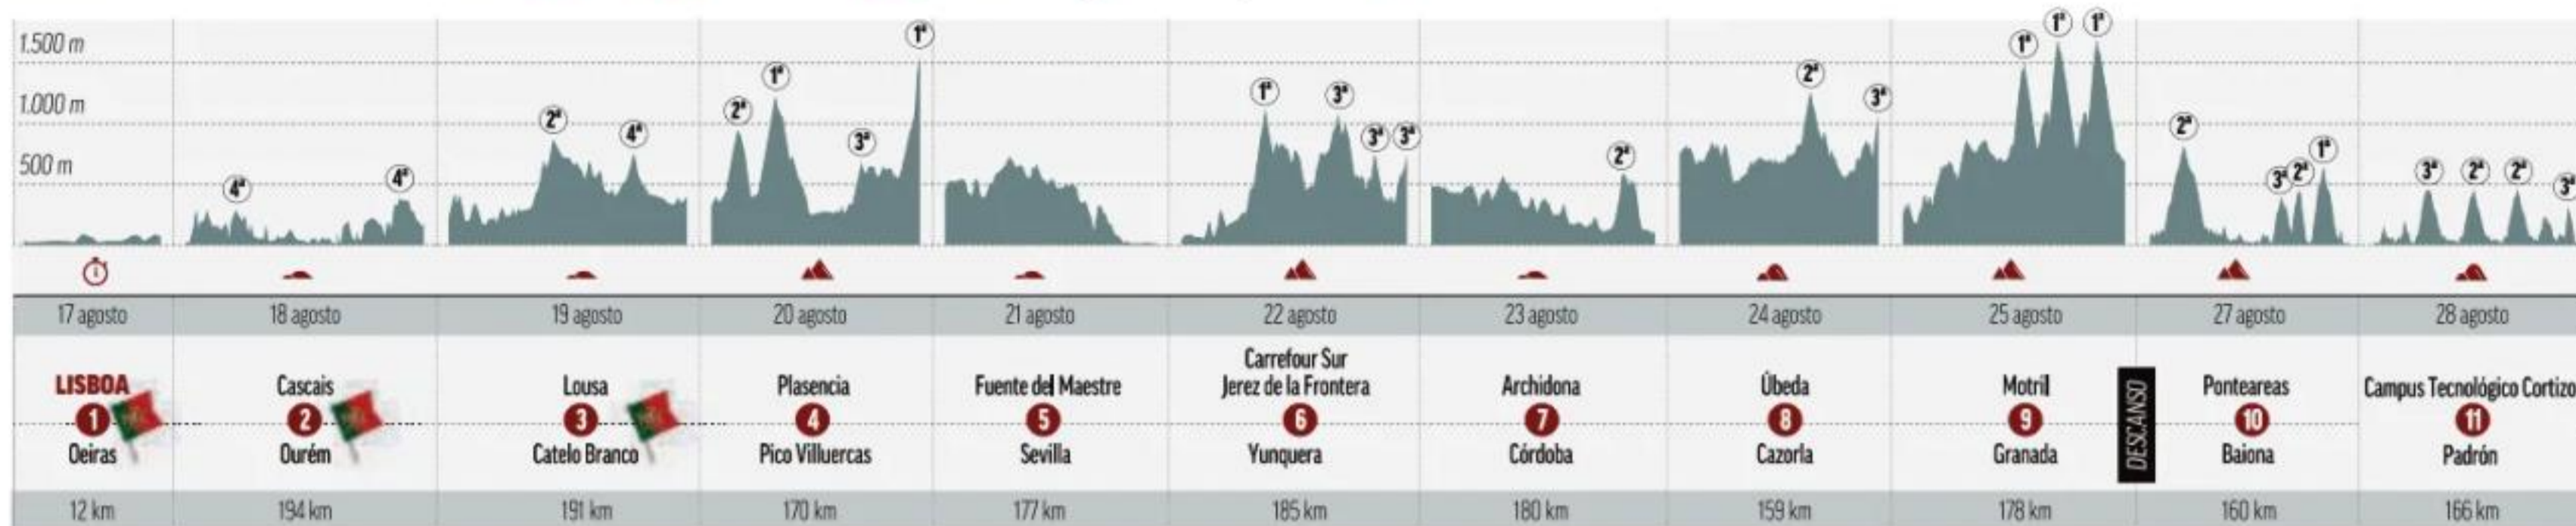 1.500 m
1.000 m
500 m
4ª 4ª
2ª 4ª
2ª 1ª 3ª 1ª
1ª 3ª 3ª 3ª
2ª
2ª 3ª
1ª 1ª 1ª
2ª 3ª 2ª 1ª
3ª 2ª 2ª 3ª
17 agosto 18 agosto 19 agosto 20 agosto 21 agosto 22 agosto 23 agosto 24 agosto 25 agosto 27 agosto 28 agosto
LISBOA
1
Oeiras
12 km
Cascais
2
Ourém
194 km
Lousa
3
Catelo Branco
191 km
Plasencia
4
Pico Villuercas
170 km
Fuente del Maestre
5
Sevilla
177 km
Carrefour Sur
Jerez de la Frontera
6
Yunquera
185 km
Archidona
7
Córdoba
180 km
Úbeda
8
Cazorla
159 km
Motril
9
Granada
178 km
DESCANSO
Ponteareas
10
Baiona
160 km
Campus Tecnológico Cortizo
11
Padrón
166 km